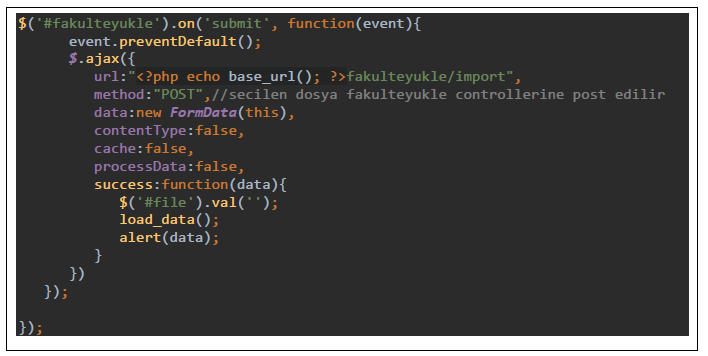 $('#fakulteyukle').on('submit', function(event){
event.preventDefault();
$.ajax({
url:"<?php echo base_url(); ?>fakulteyukle/import",
method:"POST",//secilen dosya fakulteyukle controllerine post edilir
data:new FormData(this),
contentType:false,
cache:false,
processData:false,
success:function(data){
$('#file').val('');
load_data();
alert(data);
}
})
});
});